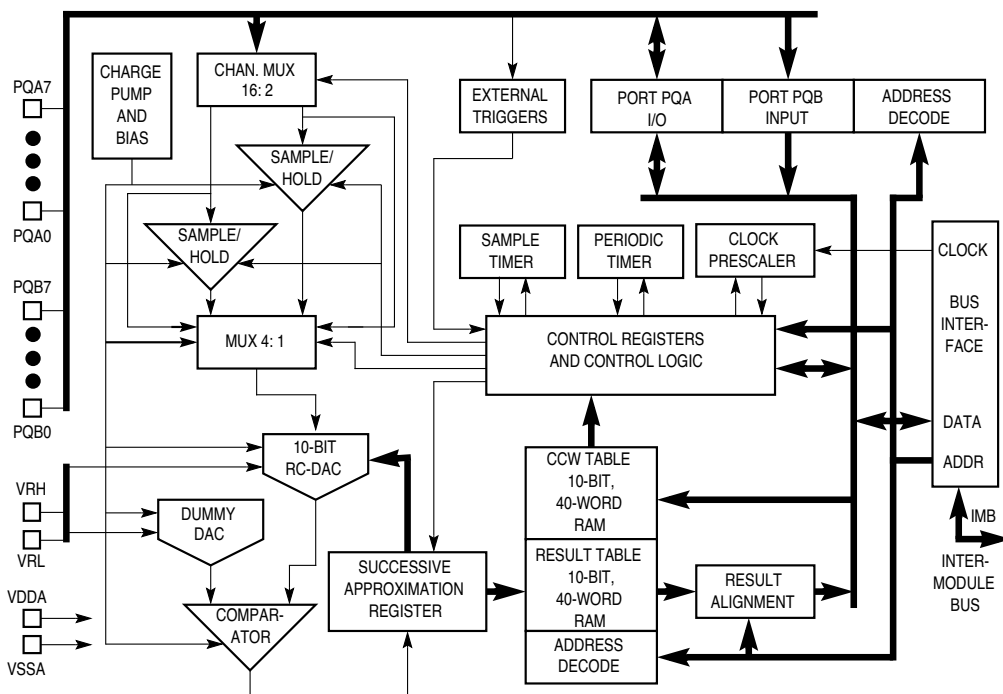 PQA7
PQA0
PQB7
PQB0
VRH
VRL
VDDA
VSSA
CHARGE
PUMP
AND
BIAS
CHAN. MUX
16: 2
SAMPLE/
HOLD
SAMPLE/
HOLD
MUX 4: 1
10-BIT
RC-DAC
DUMMY
DAC
COMPAR-
ATOR
EXTERNAL
TRIGGERS
PORT PQA
I/O
PORT PQB
INPUT
ADDRESS
DECODE
SAMPLE
TIMER
PERIODIC
TIMER
CLOCK
PRESCALER
CONTROL REGISTERS
AND CONTROL LOGIC
CCW TABLE
10-BIT,
40-WORD
RAM
RESULT TABLE
10-BIT,
40-WORD
RAM
ADDRESS
DECODE
SUCCESSIVE
APPROXIMATION
REGISTER
RESULT
ALIGNMENT
CLOCK
BUS
INTER-
FACE
DATA
ADDR
IMB
INTER-
MODULE
BUS